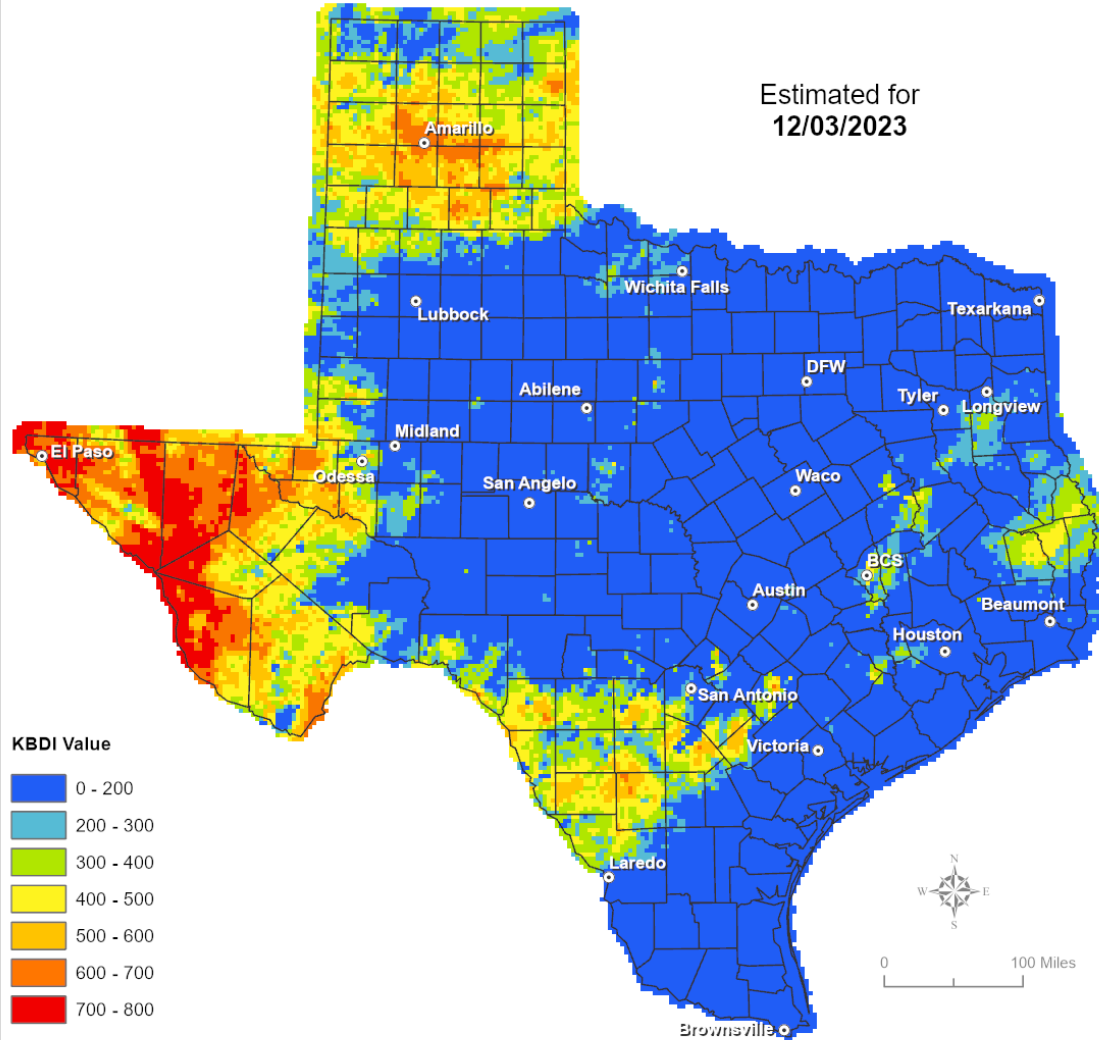 Estimated for
12/03/2023
Amarillo
Wichita Falls
Lubbock
Texarkana
DFW
Abilene
Tyler
Longview
Midland
El Paso
Odessa
San Angelo
Waco
BCS
Austin
Beaumont
Houston
San Antonio
Victoria
KBDI Value
0 - 200
200 - 300
300 - 400
400 - 500
500 - 600
600 - 700
700 - 800
Laredo
N
W
E
S
0
100 Miles
Brownsville